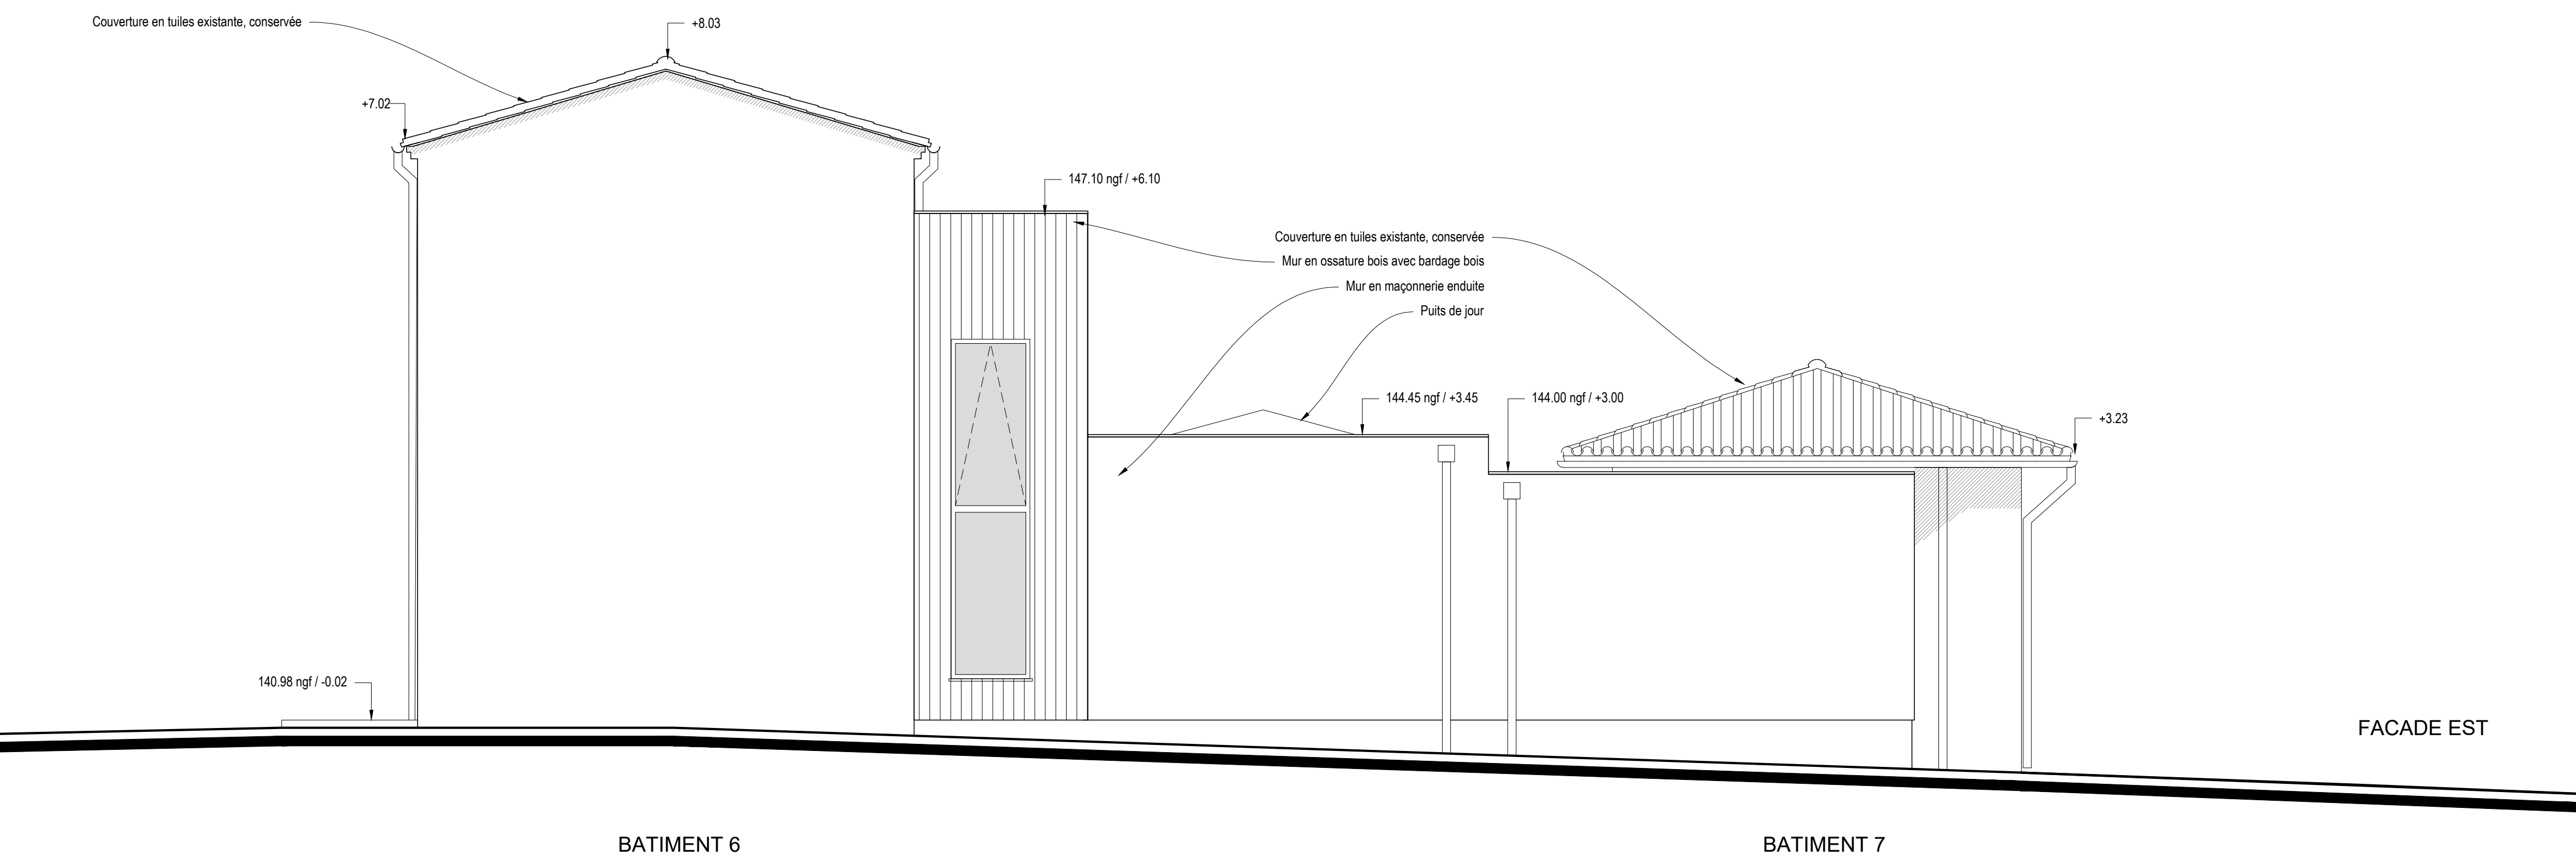 Couverture en tuiles existante, conservée
+8.03
+7.02
147.10 ngf / +6.10
Couverture en tuiles existante, conservée
Mur en ossature bois avec bardage bois
Mur en maçonnerie enduite
Puits de jour
144.45 ngf / +3.45
144.00 ngf / +3.00
+3.23
140.98 ngf / -0.02
FACADE EST
BATIMENT 6
BATIMENT 7